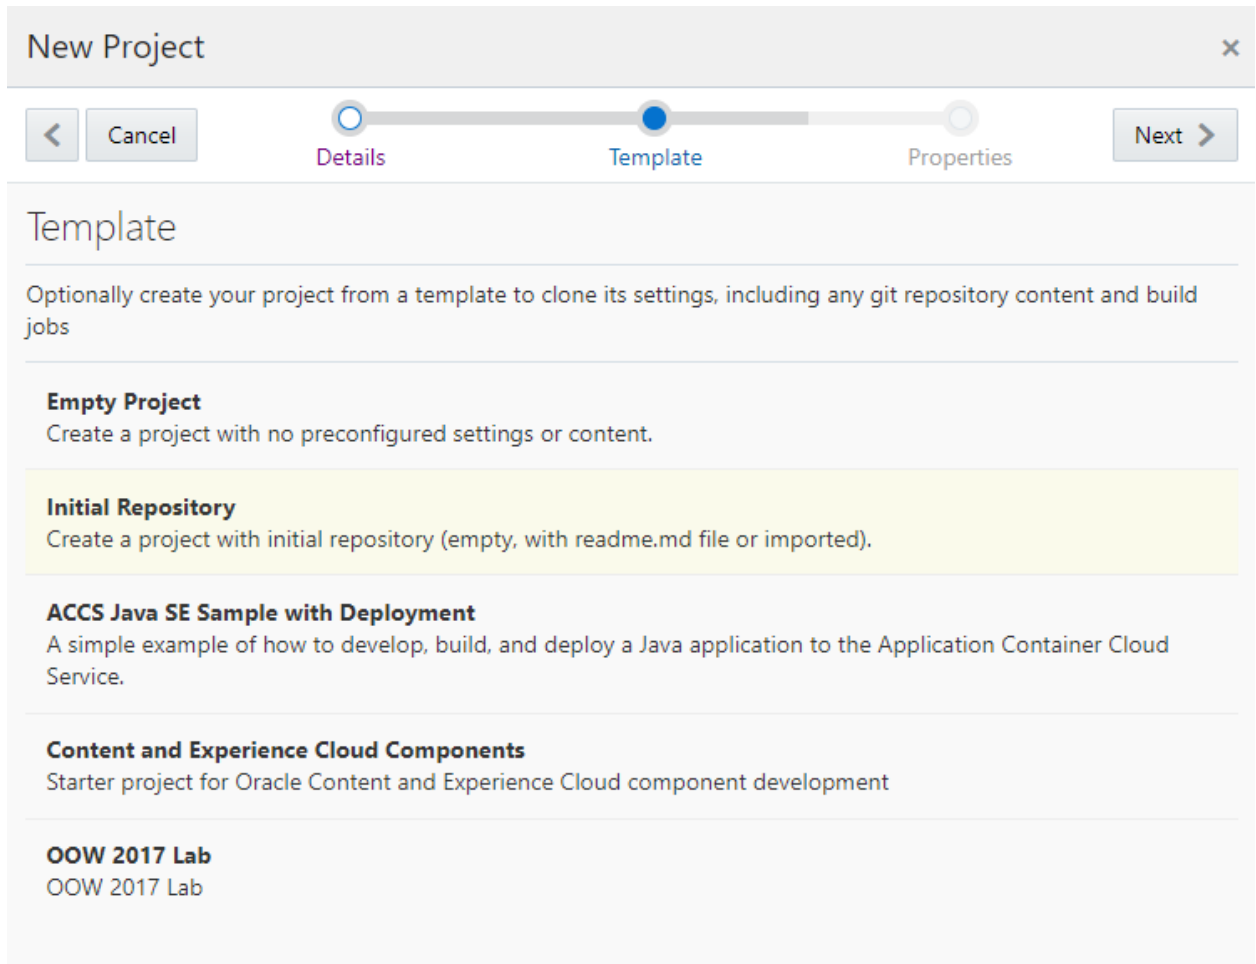 New Project
Cancel
Details
Template
Properties
Next
Template
Optionally create your project from a template to clone its settings, including any git repository content and build
jobs
Empty Project
Create a project with no preconfigured settings or content.
Initial Repository
Create a project with initial repository (empty, with readme.md file or imported).
ACCS Java SE Sample with Deployment
A simple example of how to develop, build, and deploy a Java application to the Application Container Cloud
Service.
Content and Experience Cloud Components
Starter project for Oracle Content and Experience Cloud component development
OOW 2017 Lab
OOW 2017 Lab